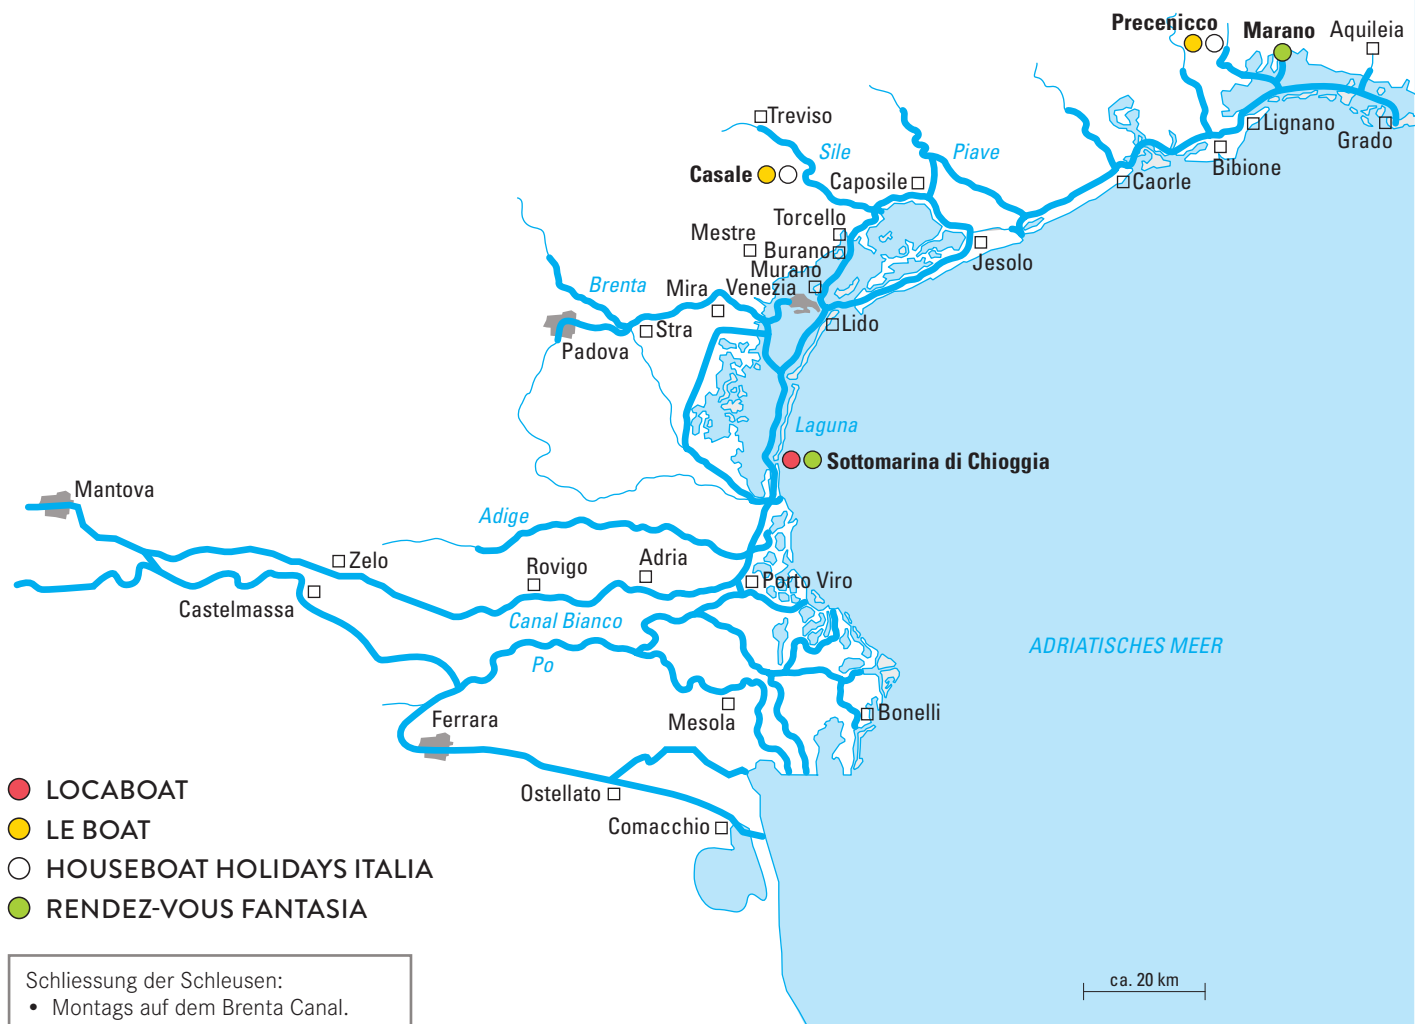 Precenicco
Marano
Aquileia
Treviso
Lignano
Grado
Sile
Piave
Bibione
Casale
Caposile
Caorle
Torcello
Mestre
Burano
Murano
Jesolo
Brenta
Mira
Venezia
Stra
Lido
Padova
Laguna
Sottomarina di Chioggia
Mantova
Adige
Zelo
Rovigo
Adria
Porto Viro
Castelmassa
Canal Bianco
Po
ADRIATISCHES MEER
Ferrara
Mesola
Bonelli
Ostellato
Comacchio
LOCABOAT
LE BOAT
HOUSEBOAT HOLIDAYS ITALIA
RENDEZ-VOUS FANTASIA
Schliessung der Schleusen:
• Montags auf dem Brenta Canal.
ca. 20 km